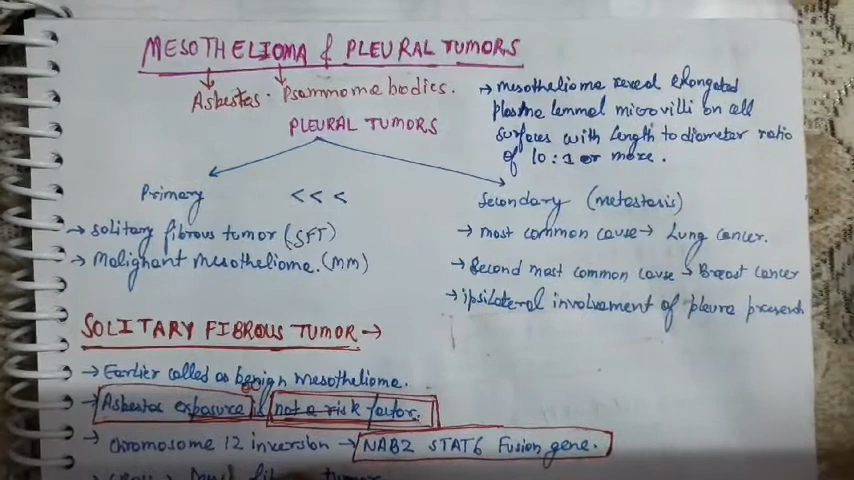 MESOTHELIOMA & PLEURAL TUMORS
Asbestos. Psammoma bodies.
→ mesothelioma reveal elongated
plasma lemmal microvilli on cell
surfaces with length to diameter ratio
of 10:1 or more.
PLEURAL TUMORS
Primary <<< Secondary (metastasis)
→ Solitary fibrous tumor (SFT)
→ Malignant mesothelioma. (MM)
→ most common cause → Lung cancer.
→ Second most common cause → Breast cancer
→ ipsilateral involvement of pleura present
SOLITARY FIBROUS TUMOR →
→ Earlier called as benign mesothelioma.
→ Asbestos exposure is not a risk factor.
→ Chromosome 12 inversion → NAB2 STAT6 Fusion gene.